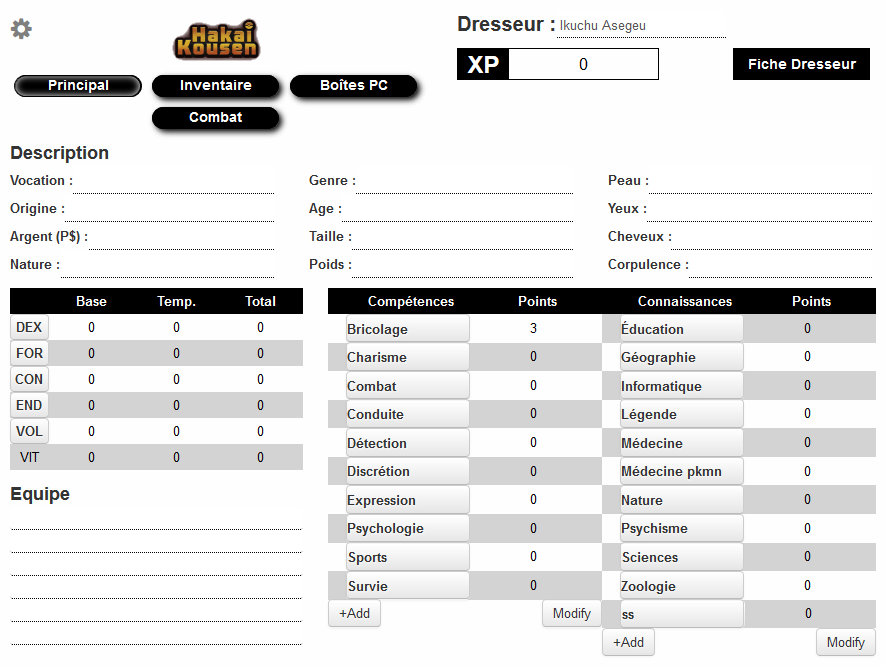 Hakai
Kousen
Dresseur : Ikuchu Asegeu
XP 0
Fiche Dresseur
Principal Inventaire Boîtes PC
Combat
Description
Vocation : Genre : Peau :
Origine : Age : Yeux :
Argent (P$) : Taille : Cheveux :
Nature : Poids : Corpulence :
Base Temp. Total
DEX 0 0 0
FOR 0 0 0
CON 0 0 0
END 0 0 0
VOL 0 0 0
VIT 0 0 0
Equipe
Compétences Points
Bricolage 3
Charisme 0
Combat 0
Conduite 0
Détection 0
Discrétion 0
Expression 0
Psychologie 0
Sports 0
Survie 0
+Add Modify
Connaissances Points
Éducation 0
Géographie 0
Informatique 0
Légende 0
Médecine 0
Médecine pkmn 0
Nature 0
Psychisme 0
Sciences 0
Zoologie 0
ss 0
+Add Modify